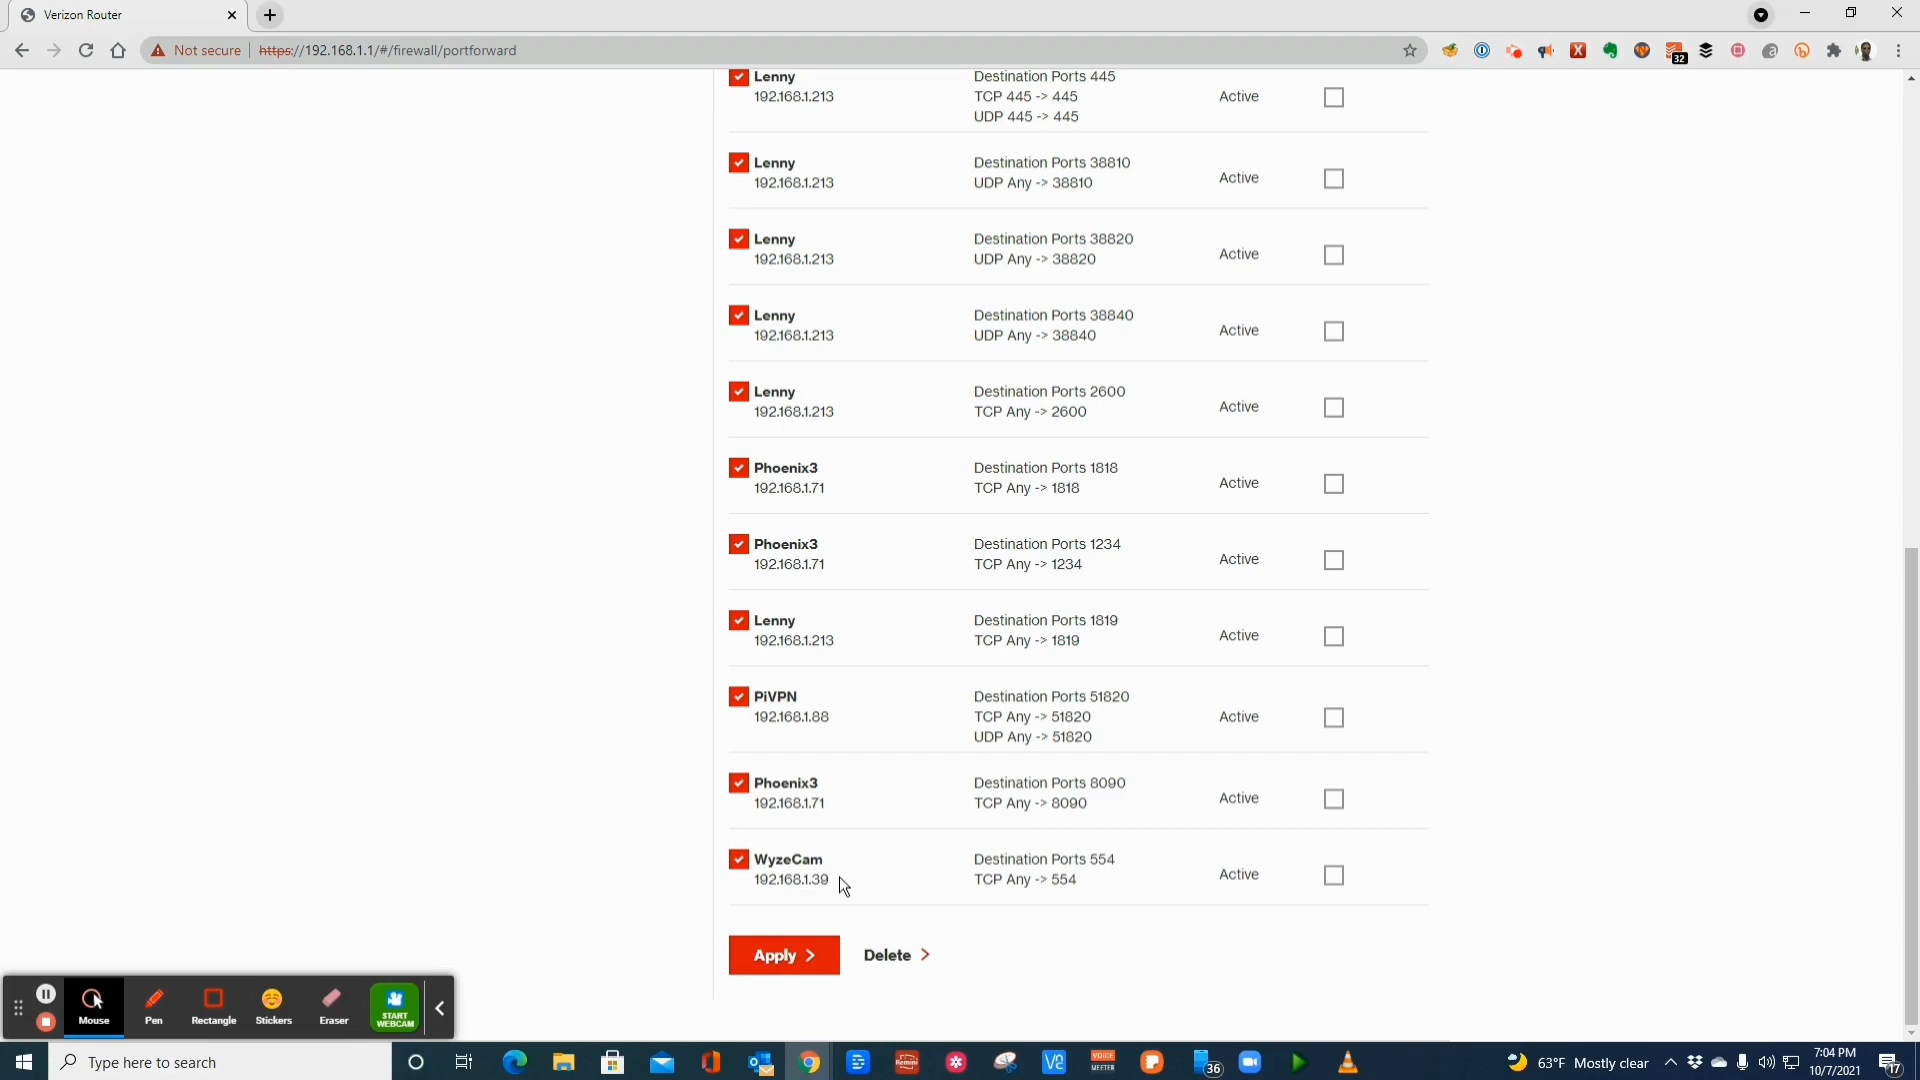 Verizon Router
Not secure
https://192.168.1.1/#/firewall/portforward
32
Lenny
192.168.1.213
Destination Ports 445
TCP 445 -> 445
UDP 445 -> 445
Active
Lenny
192.168.1.213
Destination Ports 38810
UDP Any -> 38810
Active
Lenny
192.168.1.213
Destination Ports 38820
UDP Any -> 38820
Active
Lenny
192.168.1.213
Destination Ports 38840
UDP Any -> 38840
Active
Lenny
192.168.1.213
Destination Ports 2600
TCP Any -> 2600
Active
Phoenix3
192.168.1.71
Destination Ports 1818
TCP Any -> 1818
Active
Phoenix3
192.168.1.71
Destination Ports 1234
TCP Any -> 1234
Active
Lenny
192.168.1.213
Destination Ports 1819
TCP Any -> 1819
Active
PiVPN
192.168.1.88
Destination Ports 51820
TCP Any -> 51820
UDP Any -> 51820
Active
Phoenix3
192.168.1.71
Destination Ports 8090
TCP Any -> 8090
Active
WyzeCam
192.168.1.39
Destination Ports 554
TCP Any -> 554
Active
Apply
Delete
Mouse
Pen
Rectangle
Stickers
Eraser
START
WEBCAM
Type here to search
Remini
VOICE
MEETER
36
63°F Mostly clear
7:04 PM
10/7/2021
17